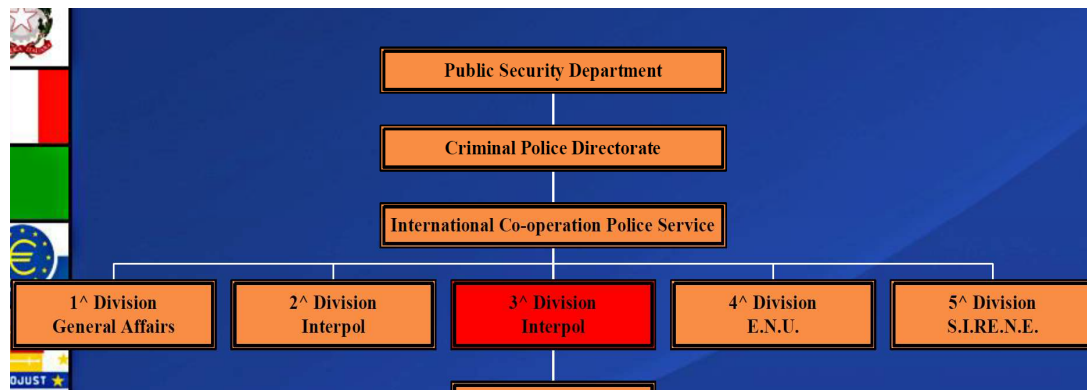 Public Security Department
Criminal Police Directorate
International Co-operation Police Service
1^ Division
General Affairs
2^ Division
Interpol
3^ Division
Interpol
4^ Division
E.N.U.
5^ Division
S.I.RE.N.E.
OJUST